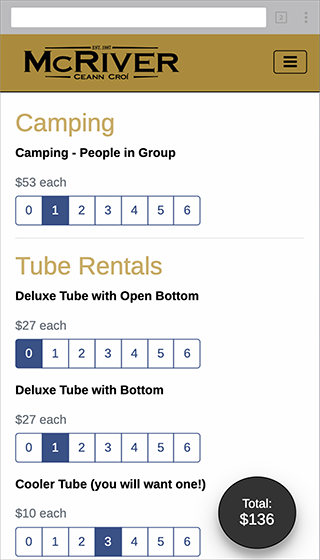 2
EST. 1987
McRIVER
CEANN CROÍ
Camping
Camping - People in Group
$53 each
0 1 2 3 4 5 6
Tube Rentals
Deluxe Tube with Open Bottom
$27 each
0 1 2 3 4 5 6
Deluxe Tube with Bottom
$27 each
0 1 2 3 4 5 6
Cooler Tube (you will want one!)
$10 each
0 1 2 3 4 5 6
Total:
$136